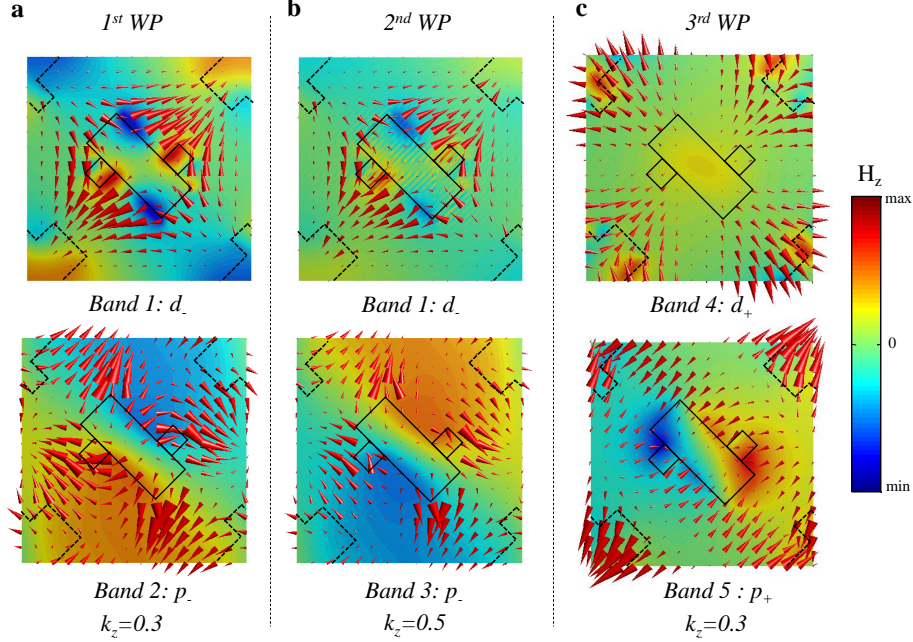 a
1st WP
b
2nd WP
c
3rd WP
Hz
max
0
min
Band 1: d-
Band 1: d-
Band 4: d+
Band 2: p-
Band 3: p-
Band 5 : p+
kz=0.3
kz=0.5
kz=0.3